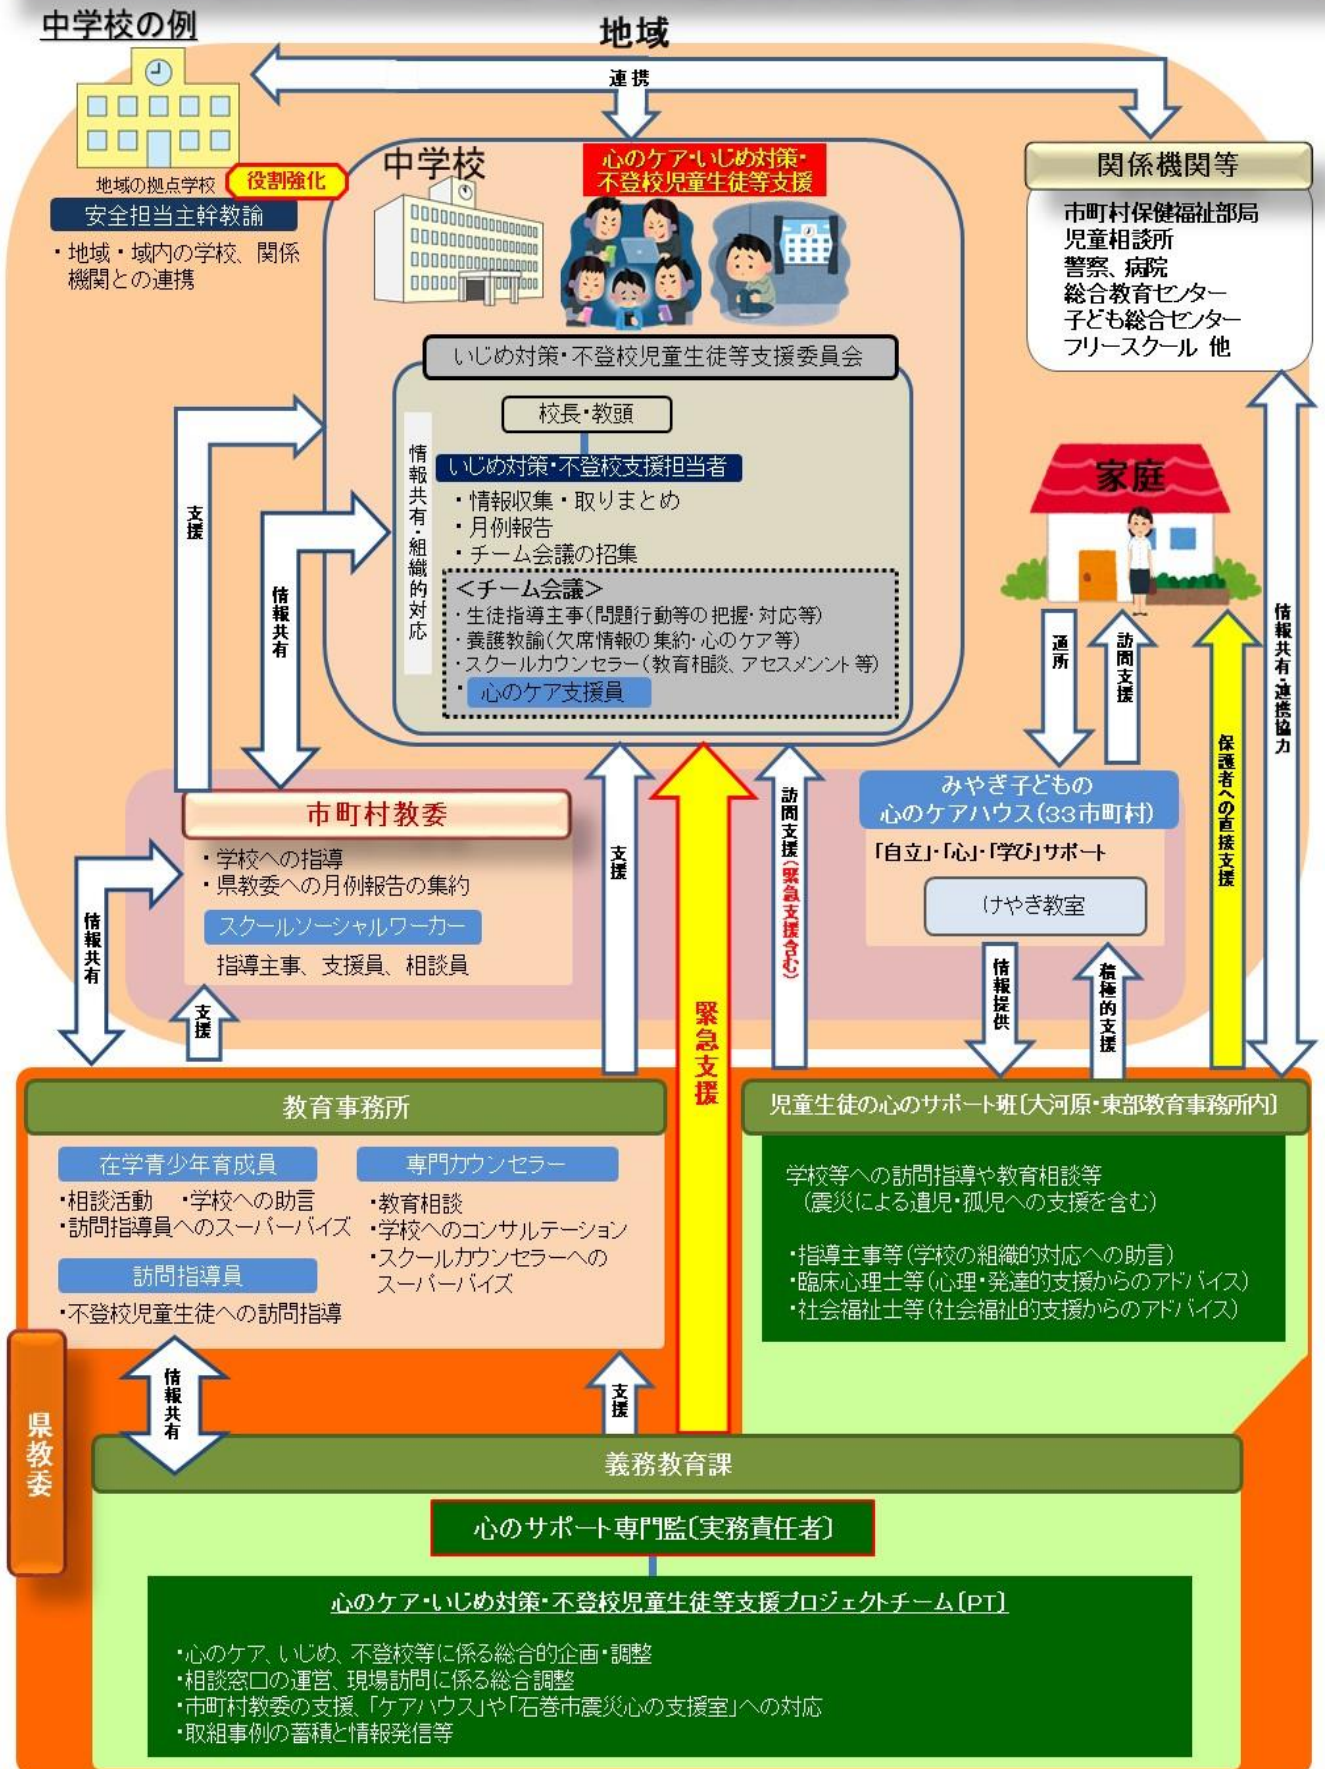 中学校の例
地域
連携
地域の拠点学校
役割強化
安全担当主幹教諭
・地域・域内の学校、関係
機関との連携
中学校
心のケア・いじめ対策・
不登校児童生徒等支援
関係機関等
市町村保健福祉部局
児童相談所
警察、病院
総合教育センター
子ども総合センター
フリースクール 他
いじめ対策・不登校児童生徒等支援委員会
校長・教頭
情報共有・組織的対応
いじめ対策・不登校支援担当者
・情報収集・取りまとめ
・月例報告
・チーム会議の招集
<チーム会議>
・生徒指導主事(問題行動等の把握・対応等)
・養護教諭(欠席情報の集約・心のケア等)
・スクールカウンセラー(教育相談、アセスメンント等)
・心のケア支援員
支援
情報共有
家庭
通所
訪問支援
保護者への直接支援
情報共有・連携協力
市町村教委
・学校への指導
・県教委への月例報告の集約
スクールソーシャルワーカー
指導主事、支援員、相談員
情報共有
支援
支援
緊急支援
訪問支援(緊急支援含む)
みやぎ子どもの
心のケアハウス(33市町村)
「自立」・「心」・「学び」サポート
けやき教室
情報提供
積極的支援
県教委
教育事務所
在学青少年育成員
・相談活動 ・学校への助言
・訪問指導員へのスーパーバイズ
訪問指導員
・不登校児童生徒への訪問指導
専門カウンセラー
・教育相談
・学校へのコンサルテーション
・スクールカウンセラーへの
スーパーバイズ
児童生徒の心のサポート班〔大河原・東部教育事務所内〕
学校等への訪問指導や教育相談等
(震災による遺児・孤児への支援を含む)
・指導主事等(学校の組織的対応への助言)
・臨床心理士等(心理・発達的支援からのアドバイス)
・社会福祉士等(社会福祉的支援からのアドバイス)
情報共有
支援
義務教育課
心のサポート専門監〔実務責任者〕
心のケア・いじめ対策・不登校児童生徒等支援プロジェクトチーム〔PT〕
・心のケア、いじめ、不登校等に係る総合的企画・調整
・相談窓口の運営、現場訪問に係る総合調整
・市町村教委の支援、「ケアハウス」や「石巻市震災心の支援室」への対応
・取組事例の蓄積と情報発信等